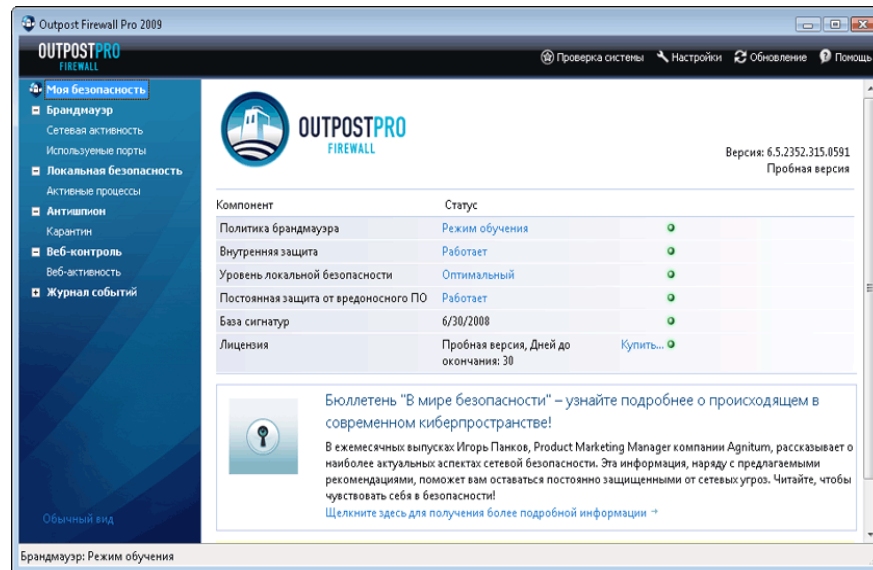 Outpost Firewall Pro 2009
OUTPOSTPRO
FIREWALL
Проверка системы Настройки Обновление Помощь
Моя безопасность
Брандмауэр
Сетевая активность
Используемые порты
Локальная безопасность
Активные процессы
Антишпион
Карантин
Веб-контроль
Веб-активность
Журнал событий
Обычный вид
OUTPOSTPRO
FIREWALL
Версия: 6.5.2352.315.0591
Пробная версия
Компонент Статус
Политика брандмауэра Режим обучения
Внутренняя защита Работает
Уровень локальной безопасности Оптимальный
Постоянная защита от вредоносного ПО Работает
База сигнатур 6/30/2008
Лицензия Пробная версия, Дней до Купить...
окончания: 30
Бюллетень "В мире безопасности" – узнайте подробнее о происходящем в
современном киберпространстве!
В ежемесячных выпусках Игорь Панков, Product Marketing Manager компании Agnitum, рассказывает о
наиболее актуальных аспектах сетевой безопасности. Эта информация, наряду с предлагаемыми
рекомендациями, поможет вам оставаться постоянно защищенными от сетевых угроз. Читайте, чтобы
чувствовать себя в безопасности!
Щелкните здесь для получения более подробной информации →
Брандмауэр: Режим обучения